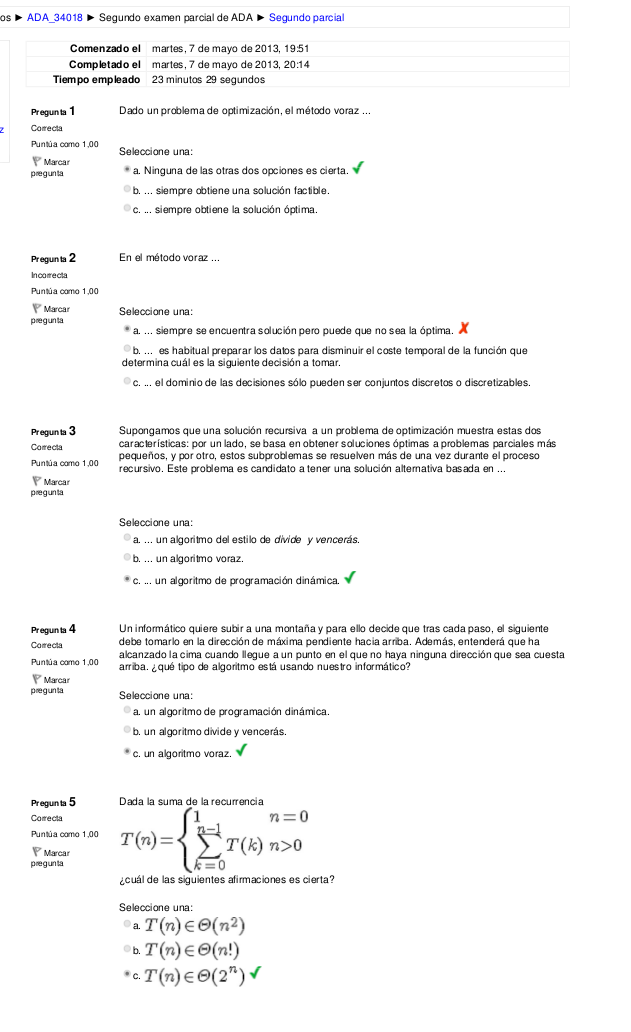 os ► ADA_34018 ► Segundo examen parcial de ADA ► Segundo parcial
Comenzado el martes, 7 de mayo de 2013, 19:51
Completado el martes, 7 de mayo de 2013, 20:14
Tiempo empleado 23 minutos 29 segundos
z
Pregunta 1
Correcta
Puntúa como 1,00
Marcar
pregunta
Dado un problema de optimización, el método voraz ...
Seleccione una:
a. Ninguna de las otras dos opciones es cierta. ✔
b. ... siempre obtiene una solución factible.
c. ... siempre obtiene la solución óptima.
Pregunta 2
Incorrecta
Puntúa como 1,00
Marcar
pregunta
En el método voraz ...
Seleccione una:
a. ... siempre se encuentra solución pero puede que no sea la óptima. ✘
b. ... es habitual preparar los datos para disminuir el coste temporal de la función que
determina cuál es la siguiente decisión a tomar.
c. ... el dominio de las decisiones sólo pueden ser conjuntos discretos o discretizables.
Pregunta 3
Correcta
Puntúa como 1,00
Marcar
pregunta
Supongamos que una solución recursiva a un problema de optimización muestra estas dos
características: por un lado, se basa en obtener soluciones óptimas a problemas parciales más
pequeños, y por otro, estos subproblemas se resuelven más de una vez durante el proceso
recursivo. Este problema es candidato a tener una solución alternativa basada en ...
Seleccione una:
a. ... un algoritmo del estilo de divide y vencerás.
b. ... un algoritmo voraz.
c. ... un algoritmo de programación dinámica. ✔
Pregunta 4
Correcta
Puntúa como 1,00
Marcar
pregunta
Un informático quiere subir a una montaña y para ello decide que tras cada paso, el siguiente
debe tomarlo en la dirección de máxima pendiente hacia arriba. Además, entenderá que ha
alcanzado la cima cuando llegue a un punto en el que no haya ninguna dirección que sea cuesta
arriba. ¿qué tipo de algoritmo está usando nuestro informático?
Seleccione una:
a. un algoritmo de programación dinámica.
b. un algoritmo divide y vencerás.
c. un algoritmo voraz. ✔
Pregunta 5
Correcta
Puntúa como 1,00
Marcar
pregunta
Dada la suma de la recurrencia
T(n) = { 1 n = 0
∑_{k=0}^{n−1} T(k) n>0
¿cuál de las siguientes afirmaciones es cierta?
Seleccione una:
a. T(n) ∈ Θ(n²)
b. T(n) ∈ Θ(n!)
c. T(n) ∈ Θ(2ⁿ) ✔